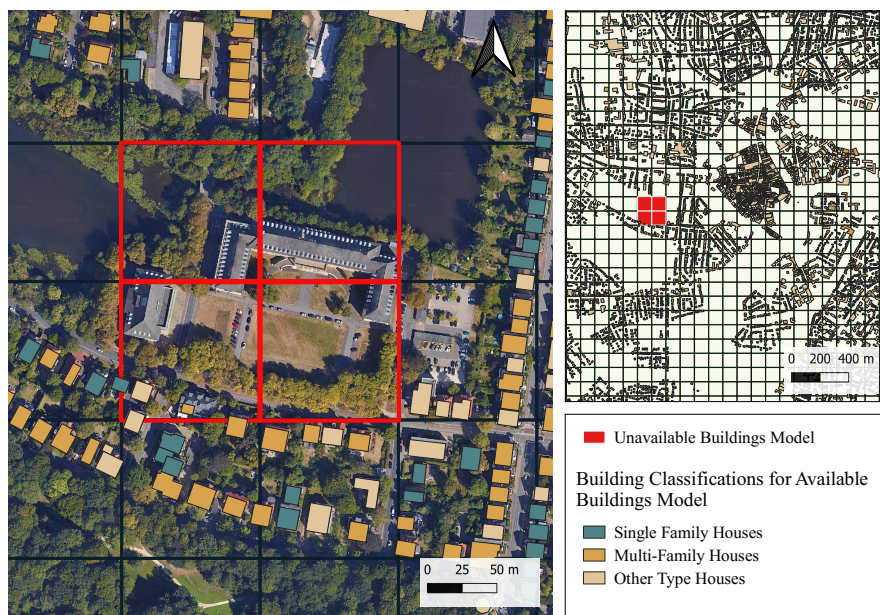 0 25 50 m
0 200 400 m
Unavailable Buildings Model
Building Classifications for Available
Buildings Model
Single Family Houses
Multi-Family Houses
Other Type Houses